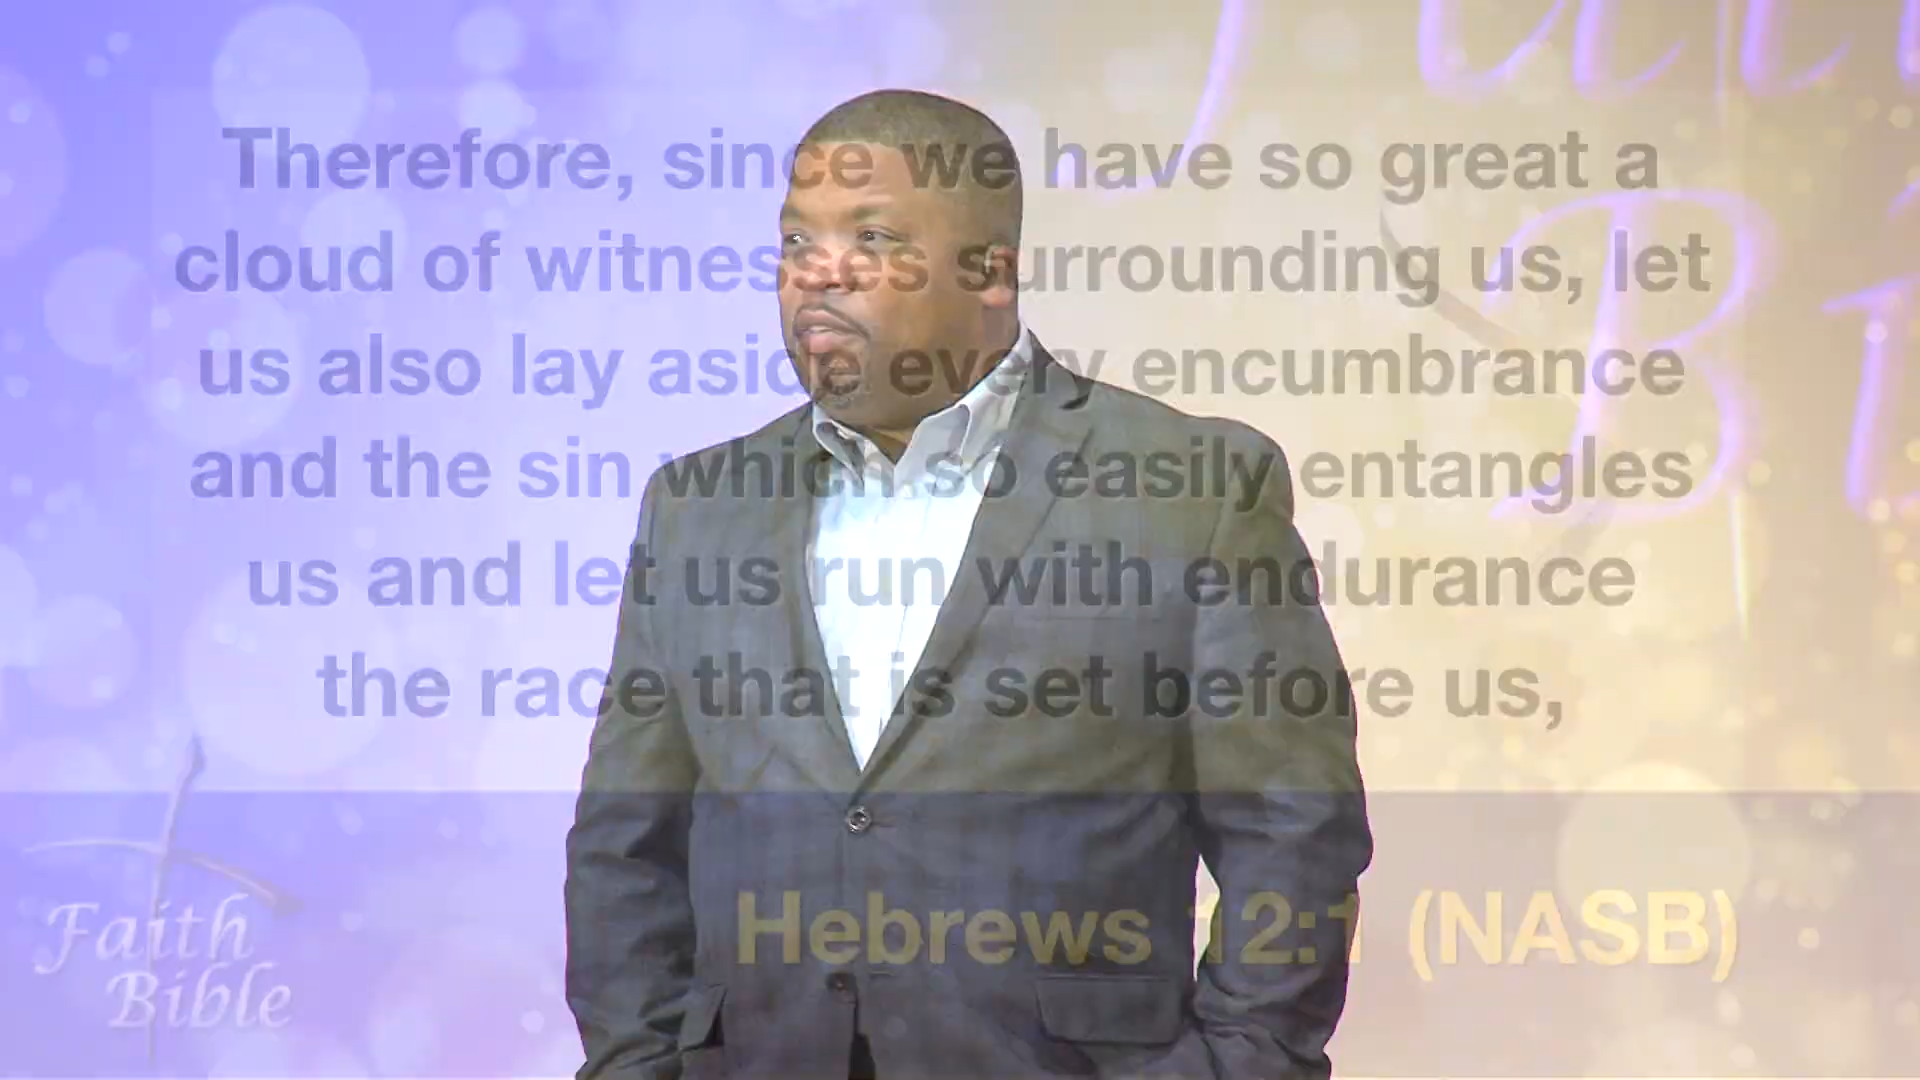 Therefore, since we have so great a
cloud of witnesses surrounding us, let
us also lay aside every encumbrance
and the sin which so easily entangles
us and let us run with endurance
the race that is set before us,
Hebrews 12:1 (NASB)
Faith
Bible